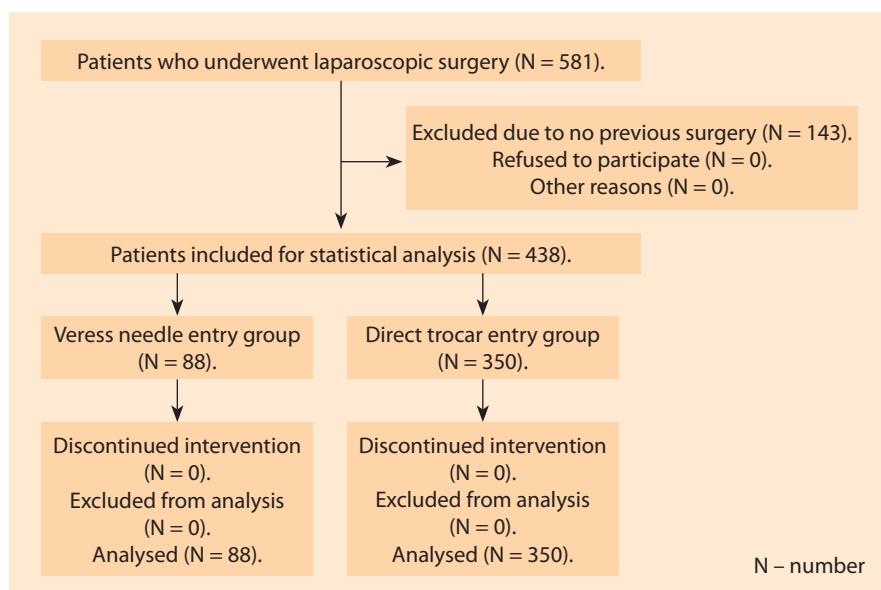 Patients who underwent laparoscopic surgery (N = 581).
Excluded due to no previous surgery (N = 143).
Refused to participate (N = 0).
Other reasons (N = 0).
Patients included for statistical analysis (N = 438).
Veress needle entry group
(N = 88).
Direct trocar entry group
(N = 350).
Discontinued intervention
(N = 0).
Excluded from analysis
(N = 0).
Analysed (N = 88).
Discontinued intervention
(N = 0).
Excluded from analysis
(N = 0).
Analysed (N = 350).
N – number